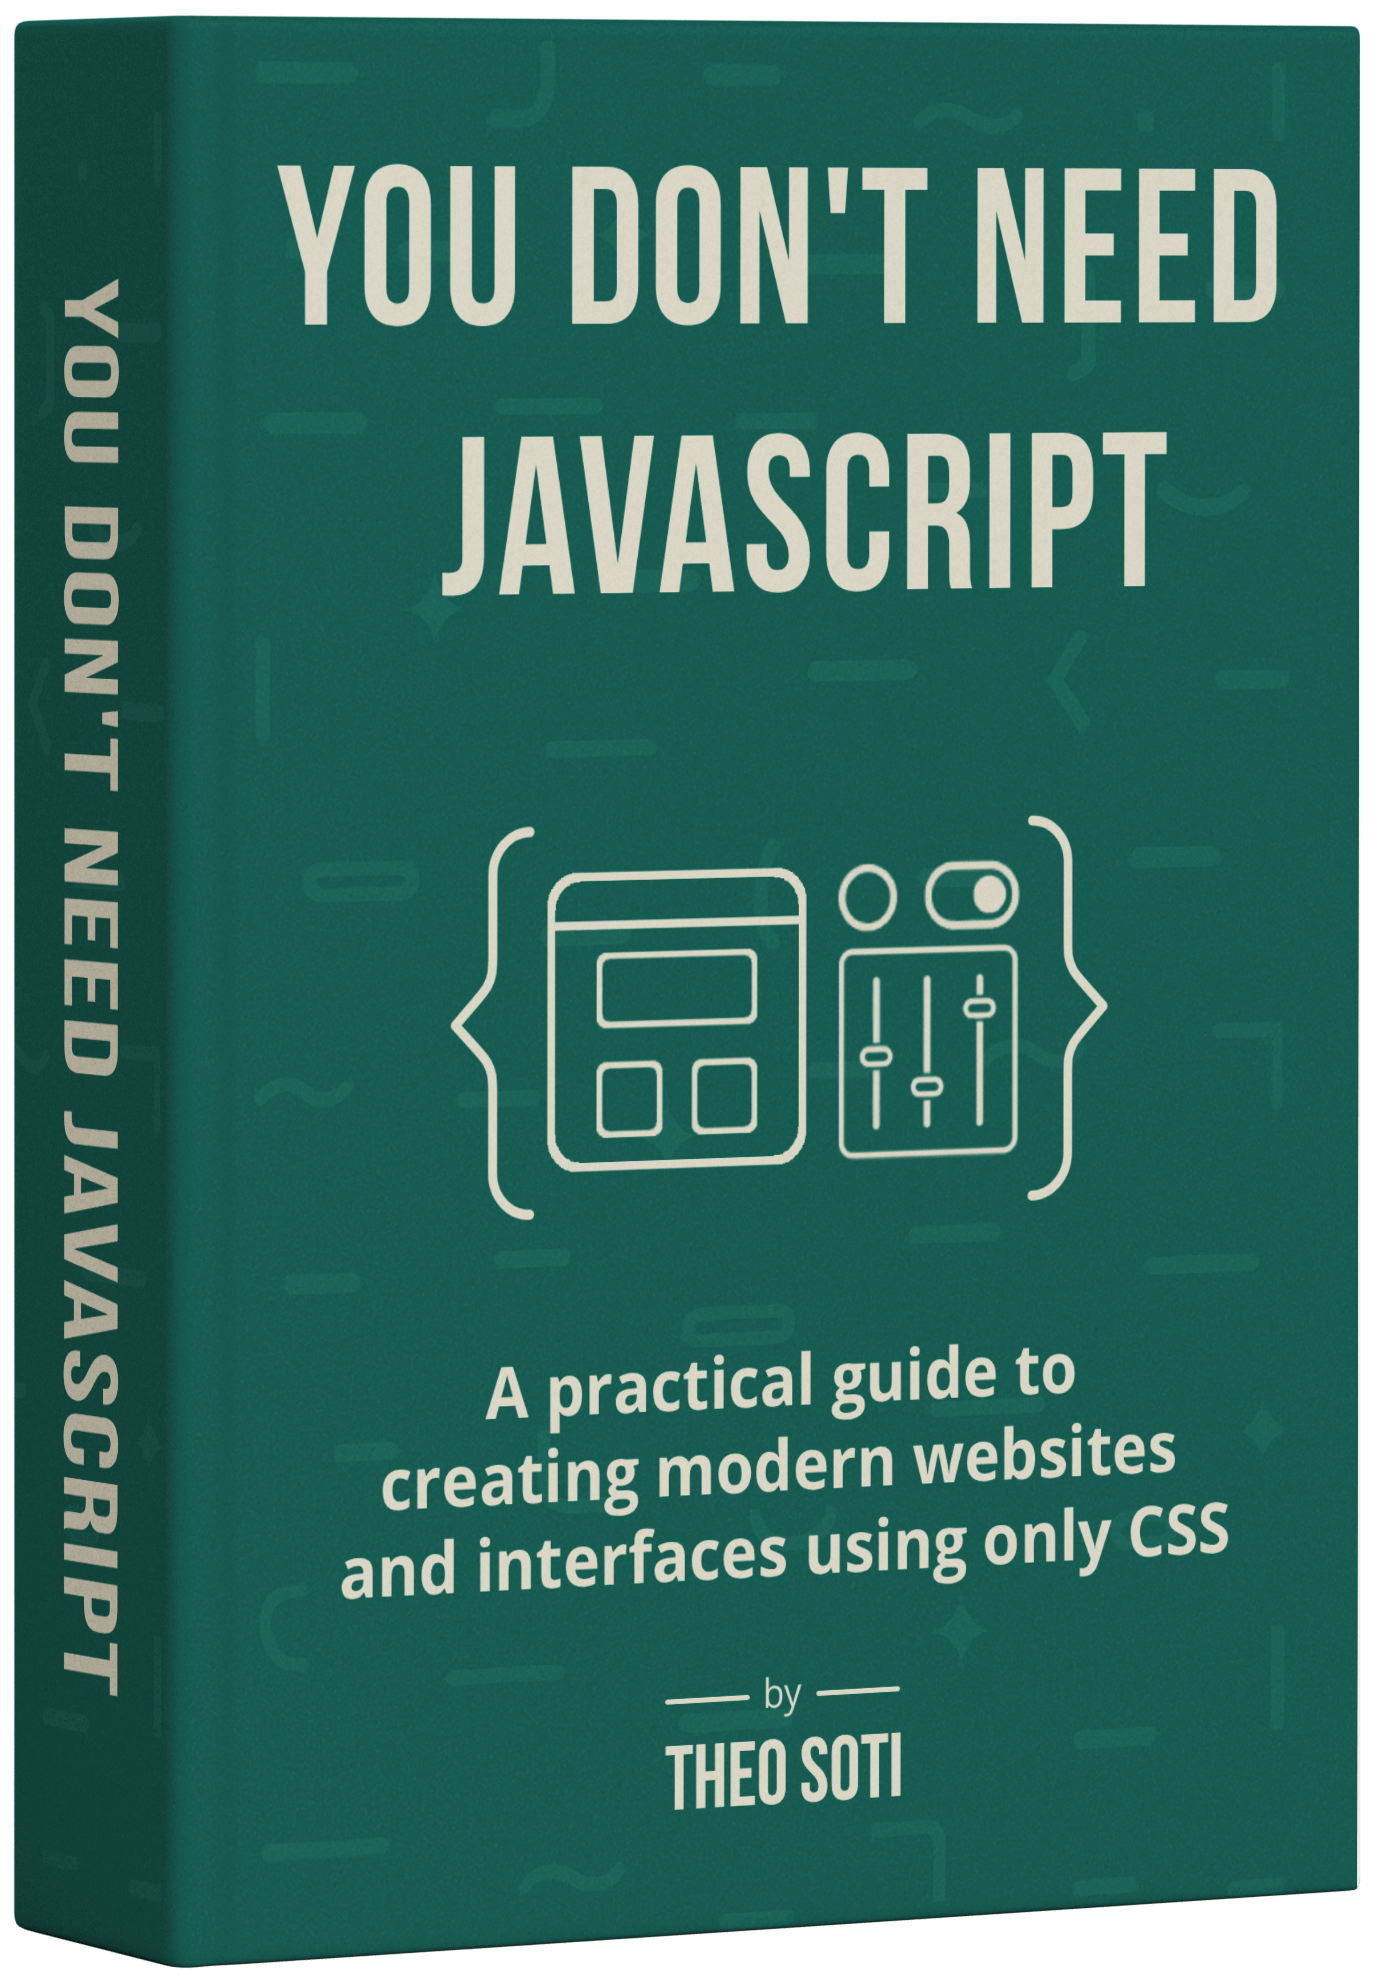 YOU DON'T NEED JAVASCRIPT
YOU DON'T NEED
JAVASCRIPT
A practical guide to
creating modern websites
and interfaces using only CSS
by
THEO SOTI